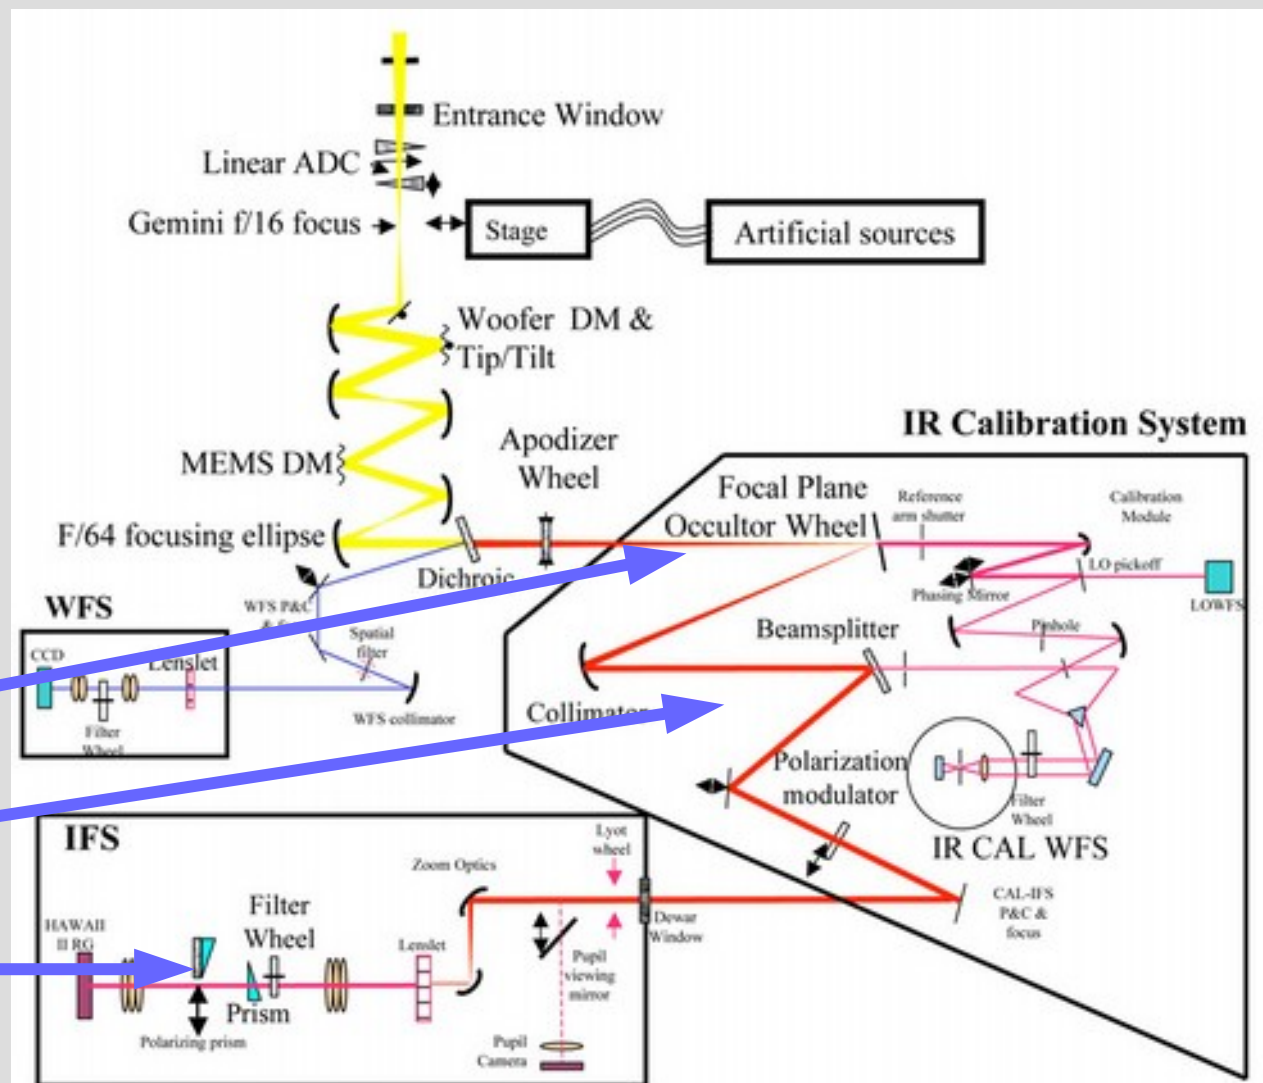 Entrance Window
Linear ADC
Gemini f/16 focus
Stage
Artificial sources
Woofer DM &
Tip/Tilt
MEMS DM
Apodizer
Wheel
F/64 focusing ellipse
Dichroic
IR Calibration System
Focal Plane
Occultor Wheel
Reference
arm shutter
Calibration
Module
LO pickoff
Phasing Mirror
LOWFS
Pinhole
Beamsplitter
Collimator
Polarization
modulator
Filter
Wheel
IR CAL WFS
CAL-IFS
P&C &
focus
WFS
WFS P&C
&
Spatial
filter
CCD
Lenslet
Filter
Wheel
WFS collimator
IFS
Zoom Optics
Lyot
wheel
Dewar
Window
HAWAII
II RG
Filter
Wheel
Lenslet
Pupil
viewing
mirror
Prism
Polarizing prism
Pupil
Camera